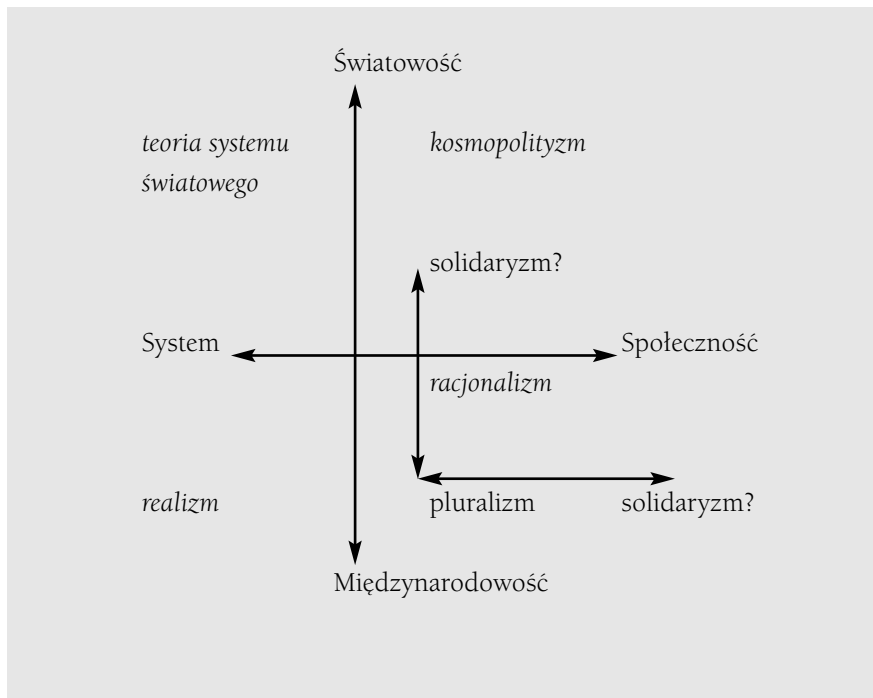 Światowość
teoria systemu
światowego
kosmopolityzm
solidaryzm?
System
Społeczność
racjonalizm
realizm
pluralizm
solidaryzm?
Międzynarodowość